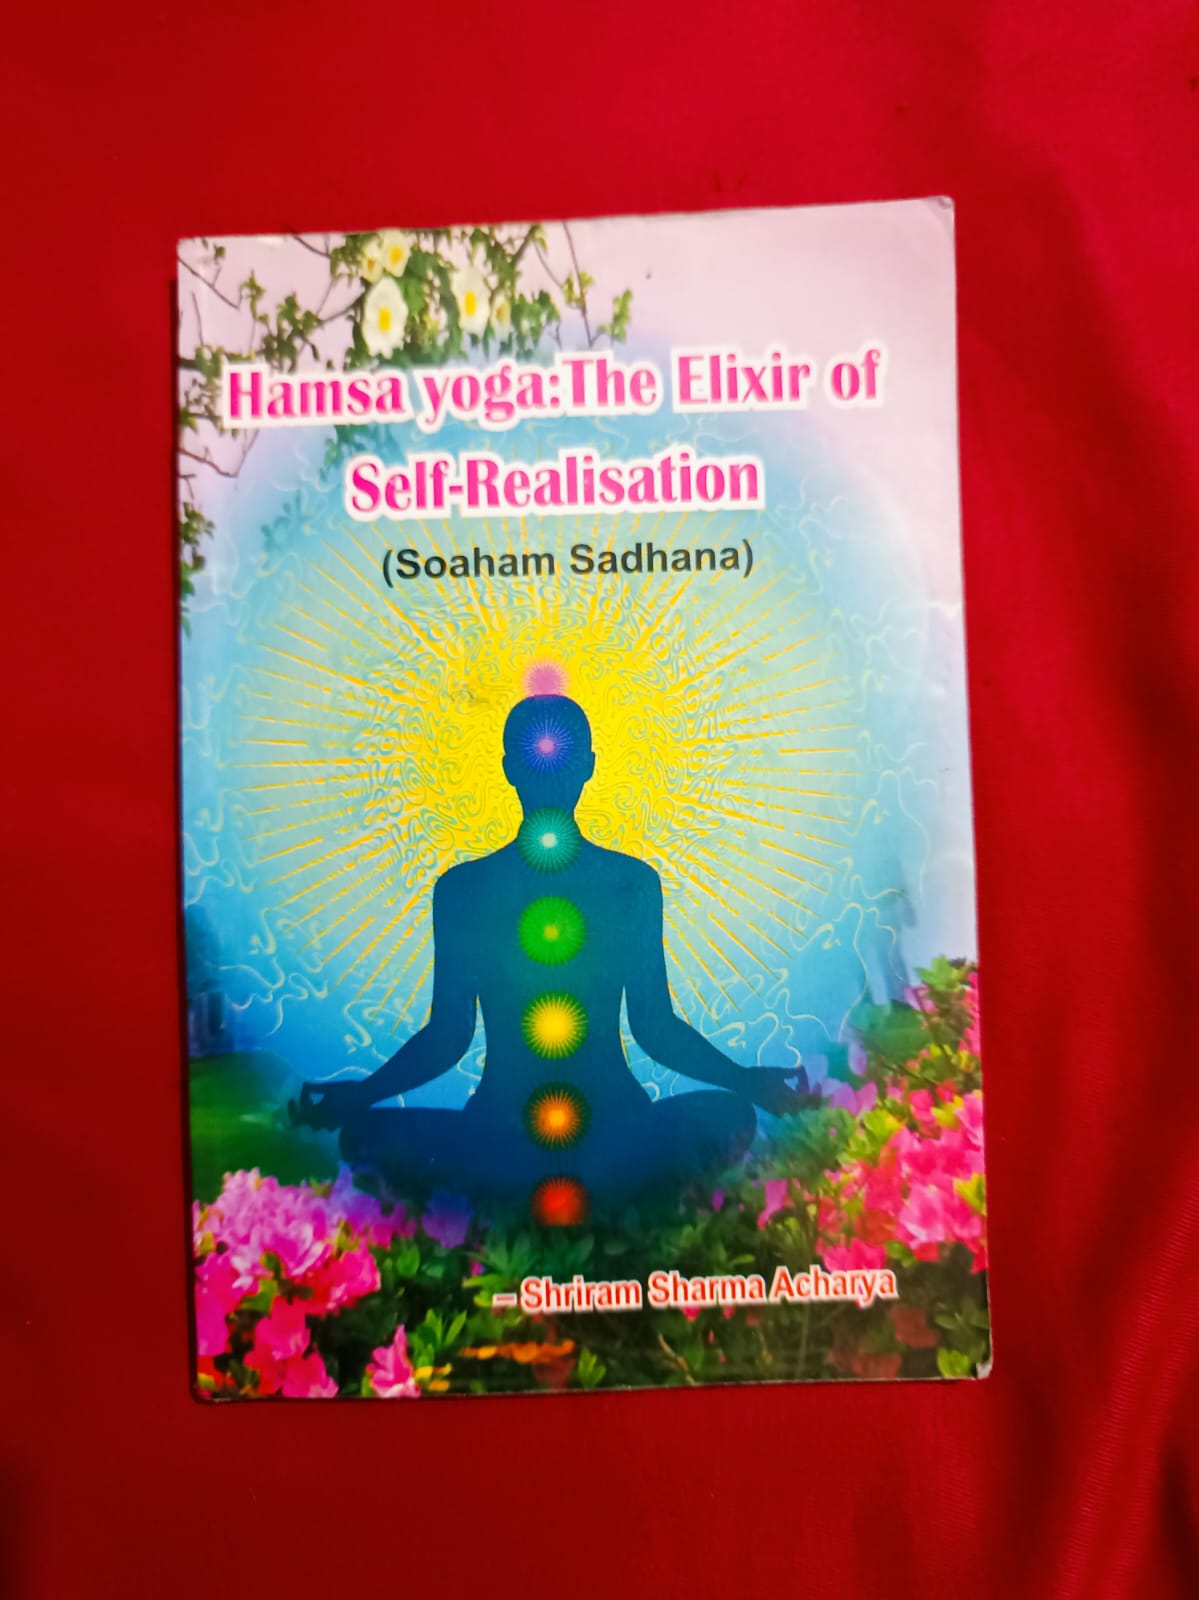 Hamsa yoga:The Elixir of
Self-Realisation
(Soaham Sadhana)
– Shriram Sharma Acharya